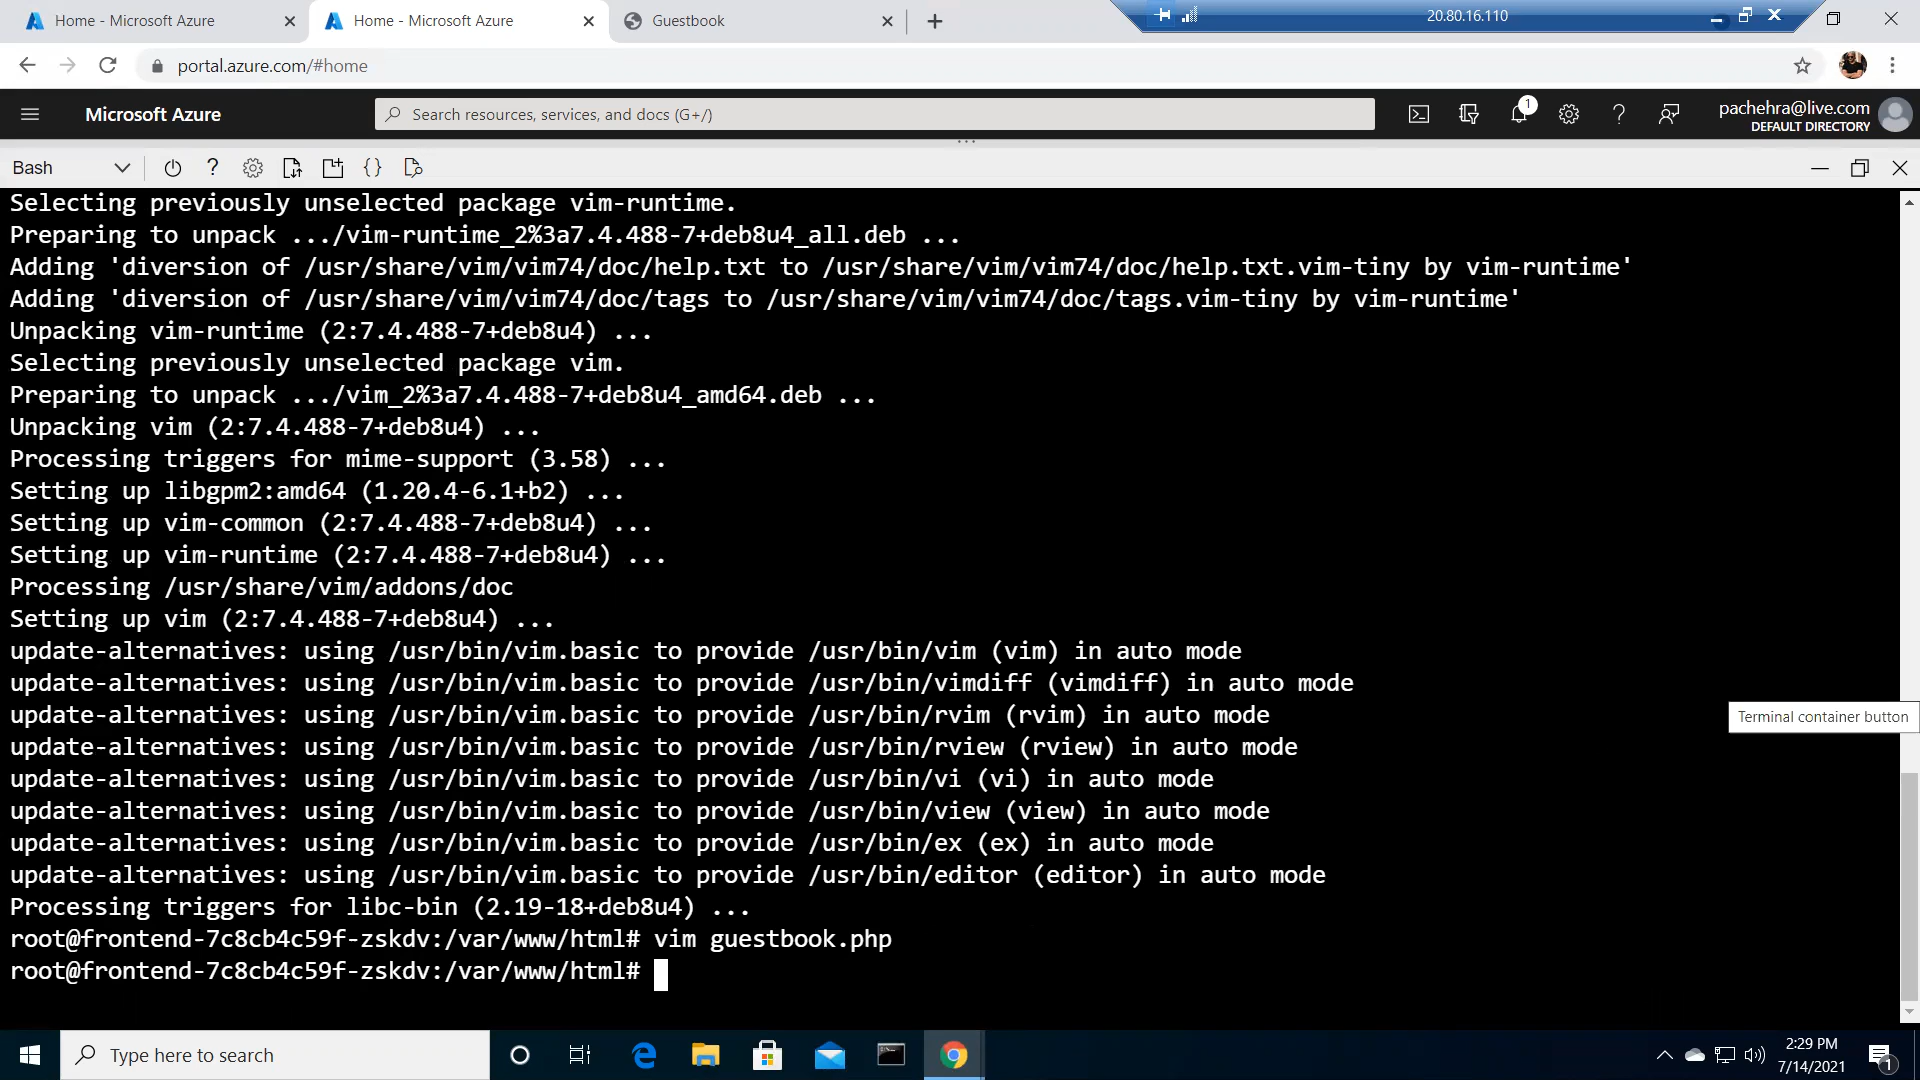 Home - Microsoft Azure
Home - Microsoft Azure
Guestbook
20.80.16.110
portal.azure.com/#home
Microsoft Azure
Search resources, services, and docs (G+/)
1
pachehra@live.com
DEFAULT DIRECTORY
Bash
Selecting previously unselected package vim-runtime.
Preparing to unpack .../vim-runtime_2%3a7.4.488-7+deb8u4_all.deb ...
Adding 'diversion of /usr/share/vim/vim74/doc/help.txt to /usr/share/vim/vim74/doc/help.txt.vim-tiny by vim-runtime'
Adding 'diversion of /usr/share/vim/vim74/doc/tags to /usr/share/vim/vim74/doc/tags.vim-tiny by vim-runtime'
Unpacking vim-runtime (2:7.4.488-7+deb8u4) ...
Selecting previously unselected package vim.
Preparing to unpack .../vim_2%3a7.4.488-7+deb8u4_amd64.deb ...
Unpacking vim (2:7.4.488-7+deb8u4) ...
Processing triggers for mime-support (3.58) ...
Setting up libgpm2:amd64 (1.20.4-6.1+b2) ...
Setting up vim-common (2:7.4.488-7+deb8u4) ...
Setting up vim-runtime (2:7.4.488-7+deb8u4) ...
Processing /usr/share/vim/addons/doc
Setting up vim (2:7.4.488-7+deb8u4) ...
update-alternatives: using /usr/bin/vim.basic to provide /usr/bin/vim (vim) in auto mode
update-alternatives: using /usr/bin/vim.basic to provide /usr/bin/vimdiff (vimdiff) in auto mode
update-alternatives: using /usr/bin/vim.basic to provide /usr/bin/rvim (rvim) in auto mode
Terminal container button
update-alternatives: using /usr/bin/vim.basic to provide /usr/bin/rview (rview) in auto mode
update-alternatives: using /usr/bin/vim.basic to provide /usr/bin/vi (vi) in auto mode
update-alternatives: using /usr/bin/vim.basic to provide /usr/bin/view (view) in auto mode
update-alternatives: using /usr/bin/vim.basic to provide /usr/bin/ex (ex) in auto mode
update-alternatives: using /usr/bin/vim.basic to provide /usr/bin/editor (editor) in auto mode
Processing triggers for libc-bin (2.19-18+deb8u4) ...
root@frontend-7c8cb4c59f-zskdv:/var/www/html# vim guestbook.php
root@frontend-7c8cb4c59f-zskdv:/var/www/html#
Type here to search
2:29 PM
7/14/2021
1